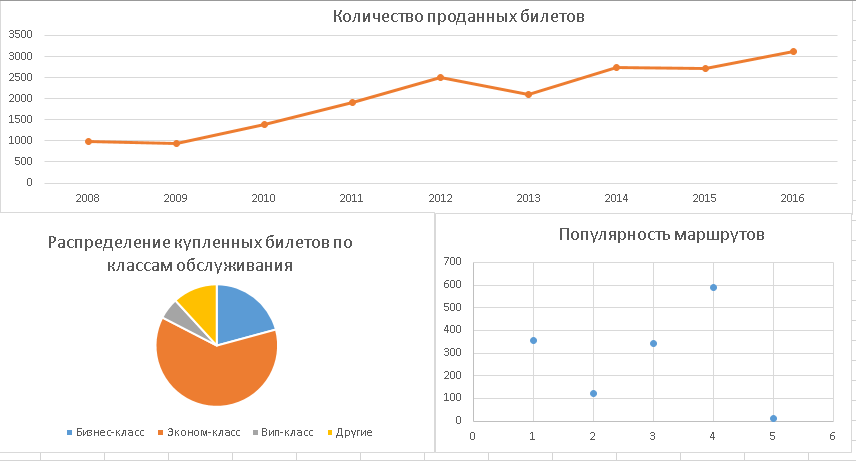 Количество проданных билетов
3500
3000
2500
2000
1500
1000
500
0
2008 2009 2010 2011 2012 2013 2014 2015 2016
Распределение купленных билетов по
классам обслуживания
Бизнес-класс Эконом-класс Вип-класс Другие
Популярность маршрутов
700
600
500
400
300
200
100
0
0 1 2 3 4 5 6